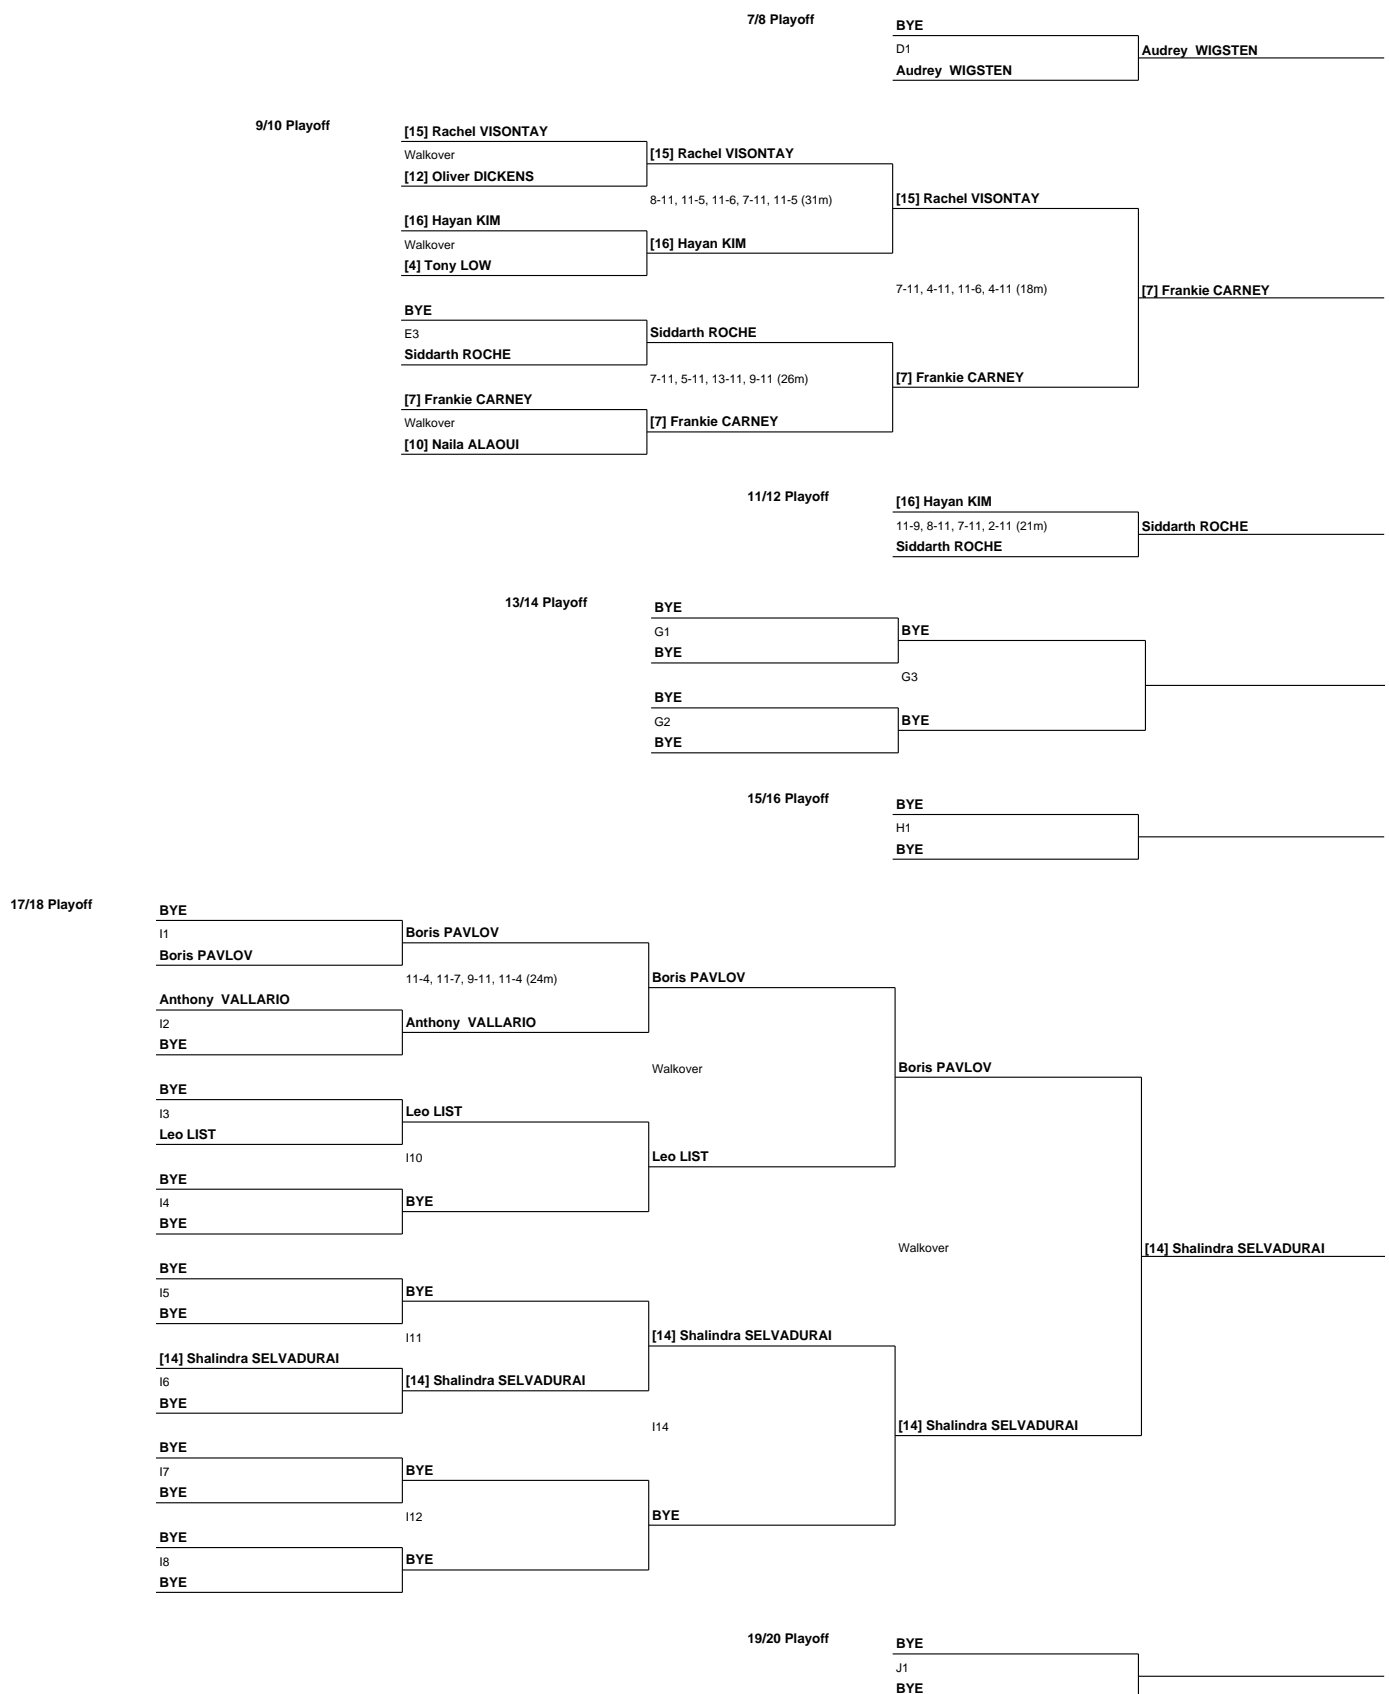 7/8 Playoff
BYE
D1
Audrey  WIGSTEN
Audrey  WIGSTEN
9/10 Playoff
[15] Rachel VISONTAY
Walkover
[15] Rachel VISONTAY
[12] Oliver DICKENS
8-11, 11-5, 11-6, 7-11, 11-5 (31m)
[15] Rachel VISONTAY
[16] Hayan KIM
Walkover
[16] Hayan KIM
[4] Tony LOW
7-11, 4-11, 11-6, 4-11 (18m)
[7] Frankie CARNEY
BYE
E3
Siddarth ROCHE
Siddarth ROCHE
7-11, 5-11, 13-11, 9-11 (26m)
[7] Frankie CARNEY
[7] Frankie CARNEY
Walkover
[7] Frankie CARNEY
[10] Naila ALAOUI
11/12 Playoff
[16] Hayan KIM
11-9, 8-11, 7-11, 2-11 (21m)
Siddarth ROCHE
Siddarth ROCHE
13/14 Playoff
BYE
G1
BYE
BYE
G3
BYE
G2
BYE
BYE
15/16 Playoff
BYE
H1
BYE
17/18 Playoff
BYE
I1
Boris PAVLOV
Boris PAVLOV
11-4, 11-7, 9-11, 11-4 (24m)
Boris PAVLOV
Anthony  VALLARIO
I2
Anthony  VALLARIO
BYE
Walkover
Boris PAVLOV
BYE
I3
Leo LIST
Leo LIST
I10
Leo LIST
BYE
I4
BYE
BYE
Walkover
[14] Shalindra SELVADURAI
BYE
I5
BYE
BYE
I11
[14] Shalindra SELVADURAI
[14] Shalindra SELVADURAI
I6
[14] Shalindra SELVADURAI
BYE
I14
[14] Shalindra SELVADURAI
BYE
I7
BYE
BYE
I12
BYE
BYE
I8
BYE
BYE
19/20 Playoff
BYE
J1
BYE